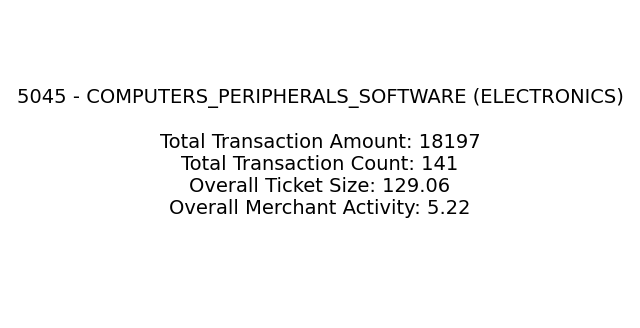 5045 - COMPUTERS_PERIPHERALS_SOFTWARE (ELECTRONICS)
Total Transaction Amount: 18197
Total Transaction Count: 141
Overall Ticket Size: 129.06
Overall Merchant Activity: 5.22